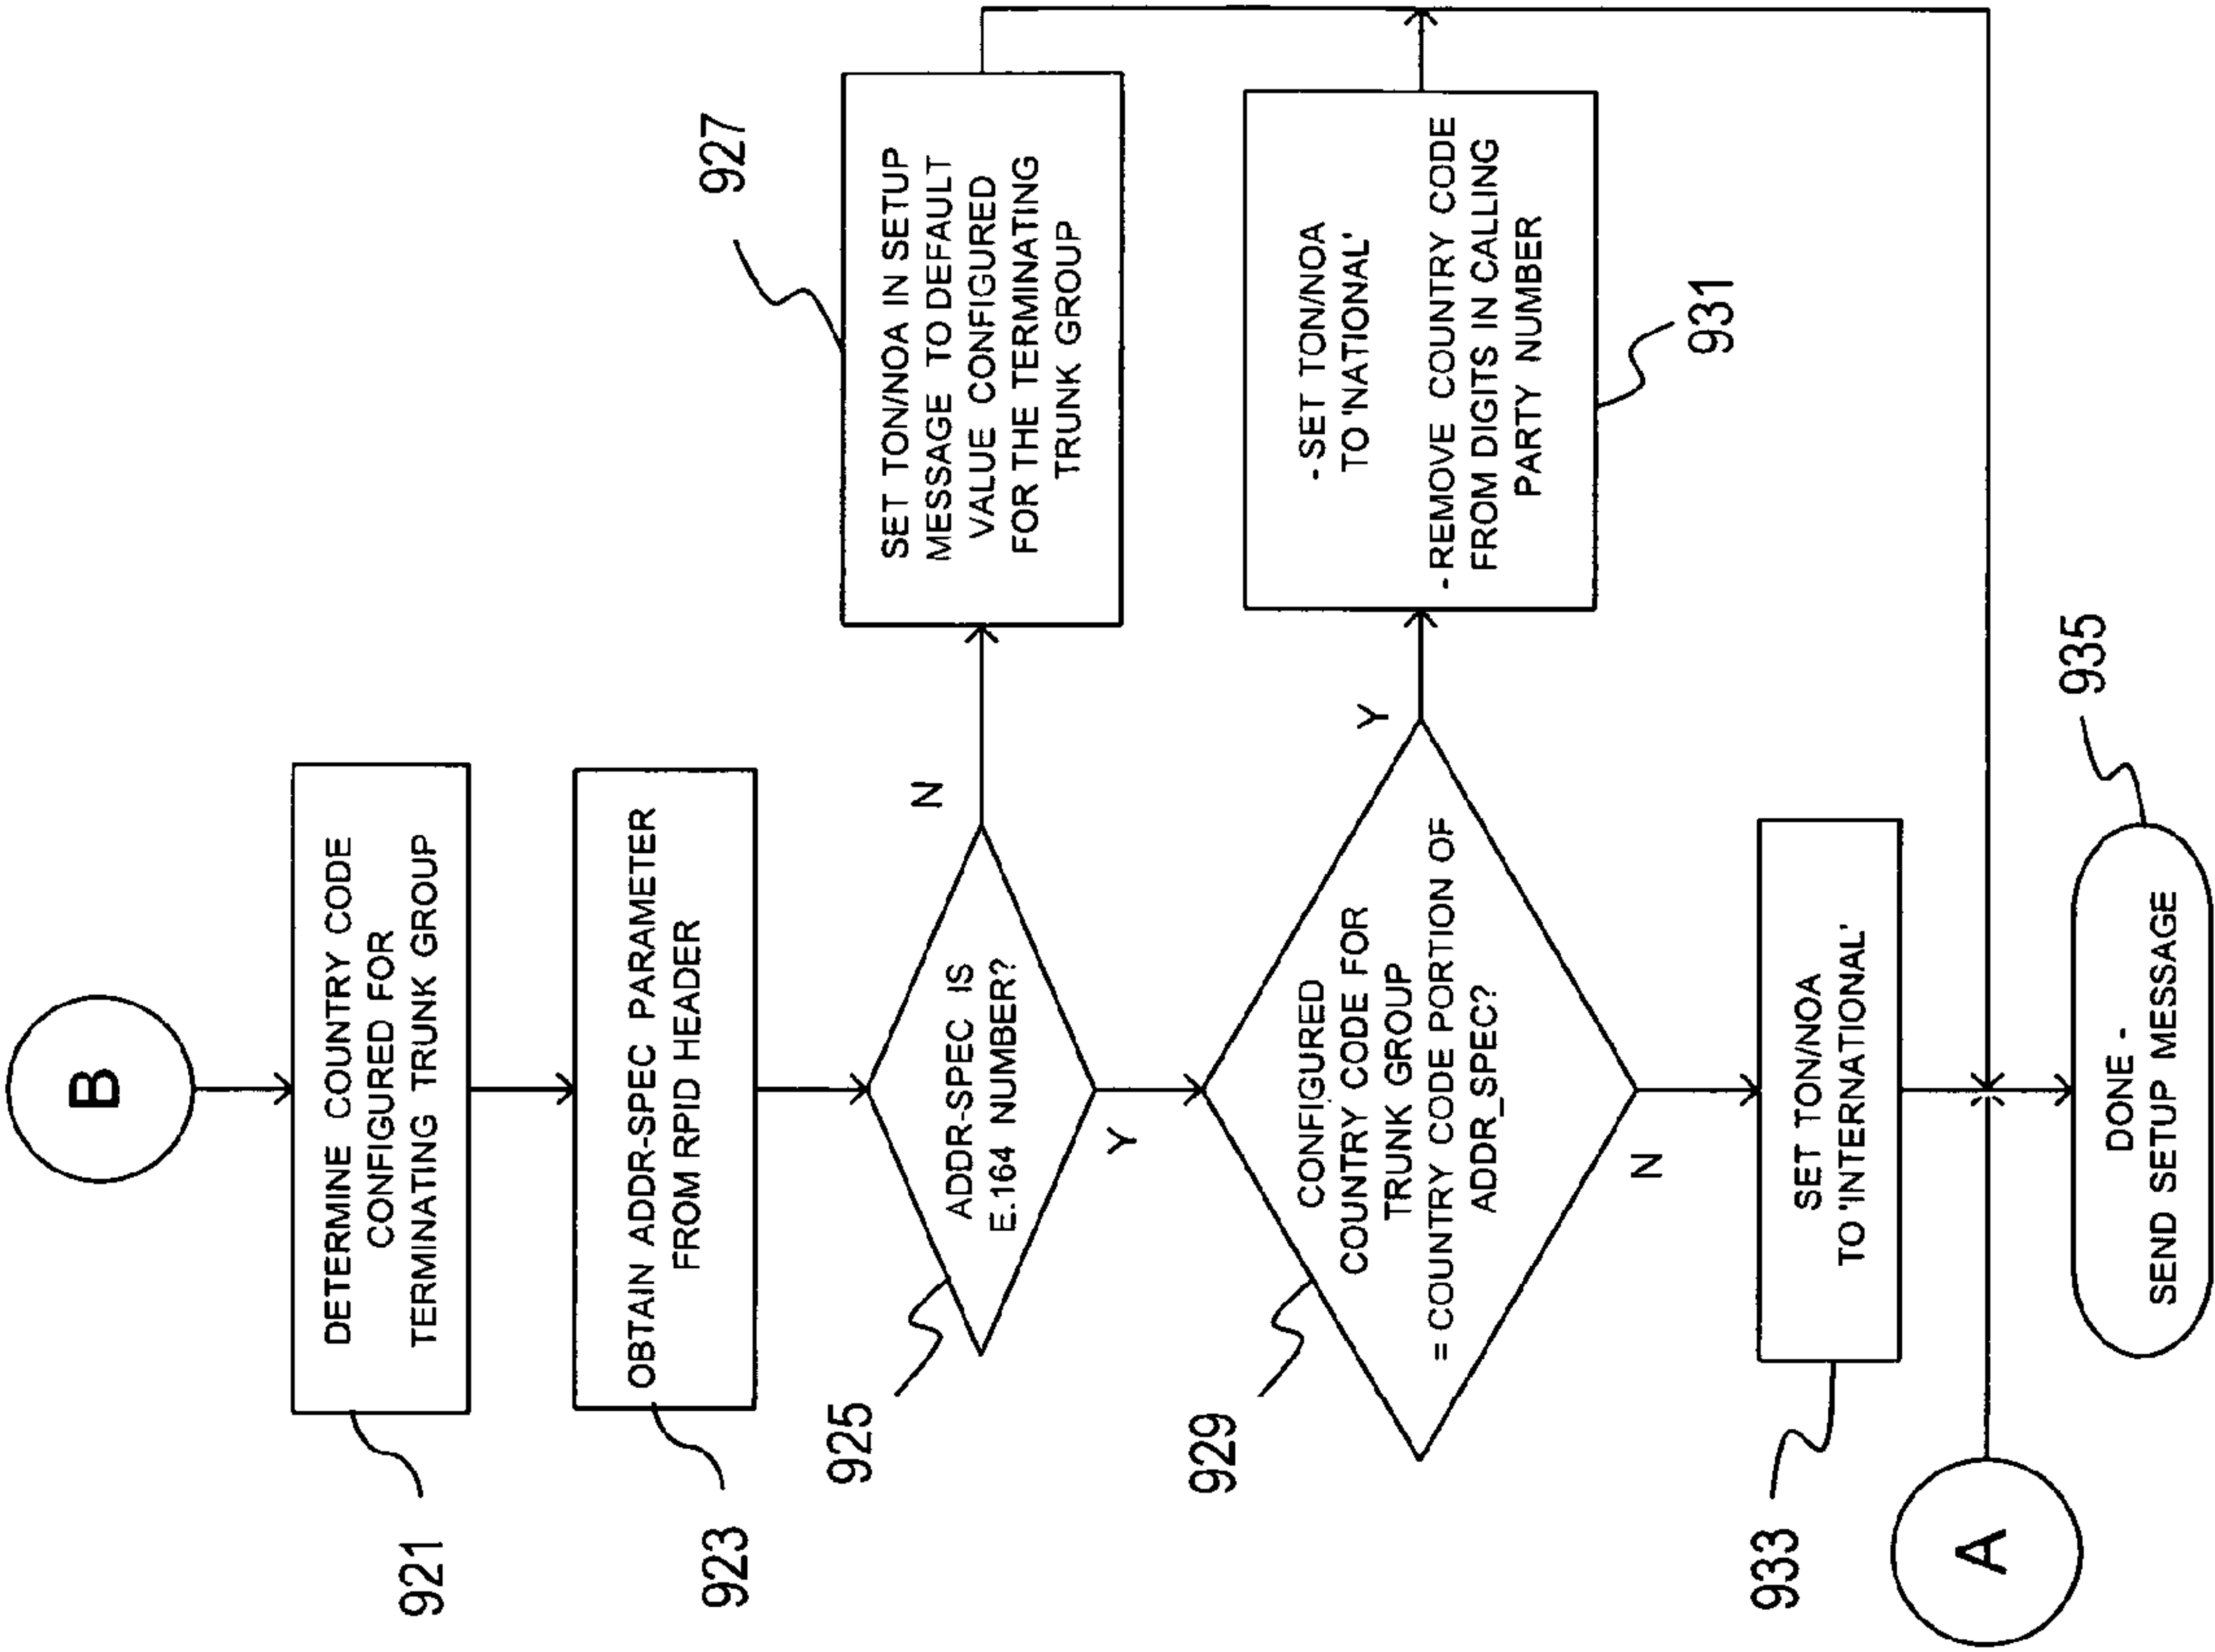 B
921
DETERMINE COUNTRY CODE
CONFIGURED FOR
TERMINATING TRUNK GROUP
923
OBTAIN ADDR-SPEC PARAMETER
FROM RPID HEADER
925
ADDR-SPEC IS
E.164 NUMBER?
N
Y
927
SET TON/NOA IN SETUP
MESSAGE TO DEFAULT
VALUE CONFIGURED
FOR THE TERMINATING
TRUNK GROUP
929
CONFIGURED
COUNTRY CODE FOR
TRUNK GROUP
= COUNTRY CODE PORTION OF
ADDR_SPEC?
Y
N
- SET TON/NOA
TO 'NATIONAL'
- REMOVE COUNTRY CODE
FROM DIGITS IN CALLING
PARTY NUMBER
931
933
SET TON/NOA
TO 'INTERNATIONAL'
A
935
DONE -
SEND SETUP MESSAGE